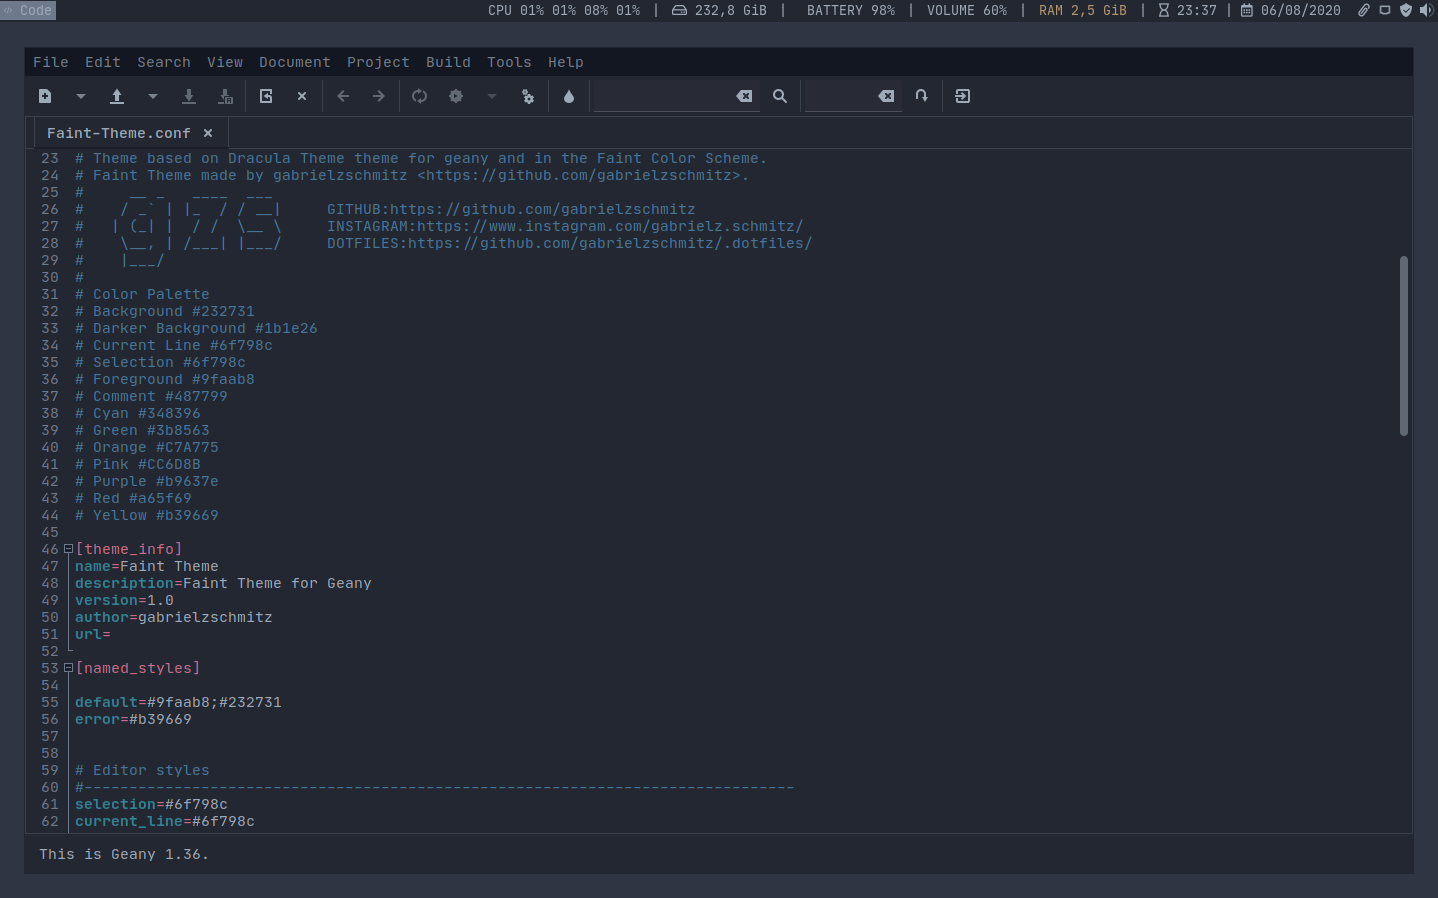 Code CPU 01% 01% 08% 01% | 232,8 GiB | BATTERY 98% | VOLUME 60% | RAM 2,5 GiB | 23:37 | 06/08/2020
File Edit Search View Document Project Build Tools Help
Faint-Theme.conf
23 # Theme based on Dracula Theme theme for geany and in the Faint Color Scheme.
24 # Faint Theme made by gabrielzschmitz <https://github.com/gabrielzschmitz>.
25 #     __ _   ____  ___
26 #    / _` | |_  / / __|     GITHUB:https://github.com/gabrielzschmitz
27 #   | (_| |  / /  \__ \     INSTAGRAM:https://www.instagram.com/gabrielz.schmitz/
28 #    \__, | /___| |___/     DOTFILES:https://github.com/gabrielzschmitz/.dotfiles/
29 #    |___/
30 #
31 # Color Palette
32 # Background #232731
33 # Darker Background #1b1e26
34 # Current Line #6f798c
35 # Selection #6f798c
36 # Foreground #9faab8
37 # Comment #487799
38 # Cyan #348396
39 # Green #3b8563
40 # Orange #C7A775
41 # Pink #CC6D8B
42 # Purple #b9637e
43 # Red #a65f69
44 # Yellow #b39669
45
46 [theme_info]
47 name=Faint Theme
48 description=Faint Theme for Geany
49 version=1.0
50 author=gabrielzschmitz
51 url=
52
53 [named_styles]
54
55 default=#9faab8;#232731
56 error=#b39669
57
58
59 # Editor styles
60 #-------------------------------------------------------------------------------
61 selection=#6f798c
62 current_line=#6f798c
This is Geany 1.36.